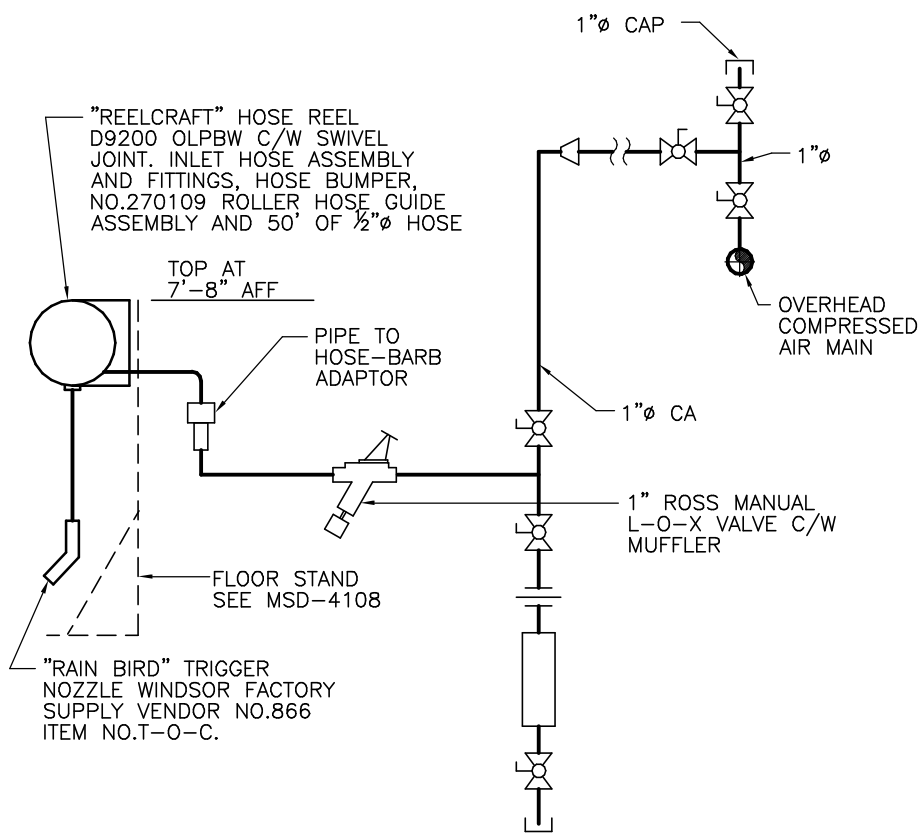 1"ø CAP
"REELCRAFT" HOSE REEL
D9200 OLPBW C/W SWIVEL
JOINT. INLET HOSE ASSEMBLY
AND FITTINGS, HOSE BUMPER,
NO.270109 ROLLER HOSE GUIDE
ASSEMBLY AND 50' OF ½"ø HOSE
1"ø
TOP AT
7'-8" AFF
OVERHEAD
COMPRESSED
AIR MAIN
PIPE TO
HOSE-BARB
ADAPTOR
1"ø CA
1" ROSS MANUAL
L-O-X VALVE C/W
MUFFLER
FLOOR STAND
SEE MSD-4108
"RAIN BIRD" TRIGGER
NOZZLE WINDSOR FACTORY
SUPPLY VENDOR NO.866
ITEM NO.T-O-C.